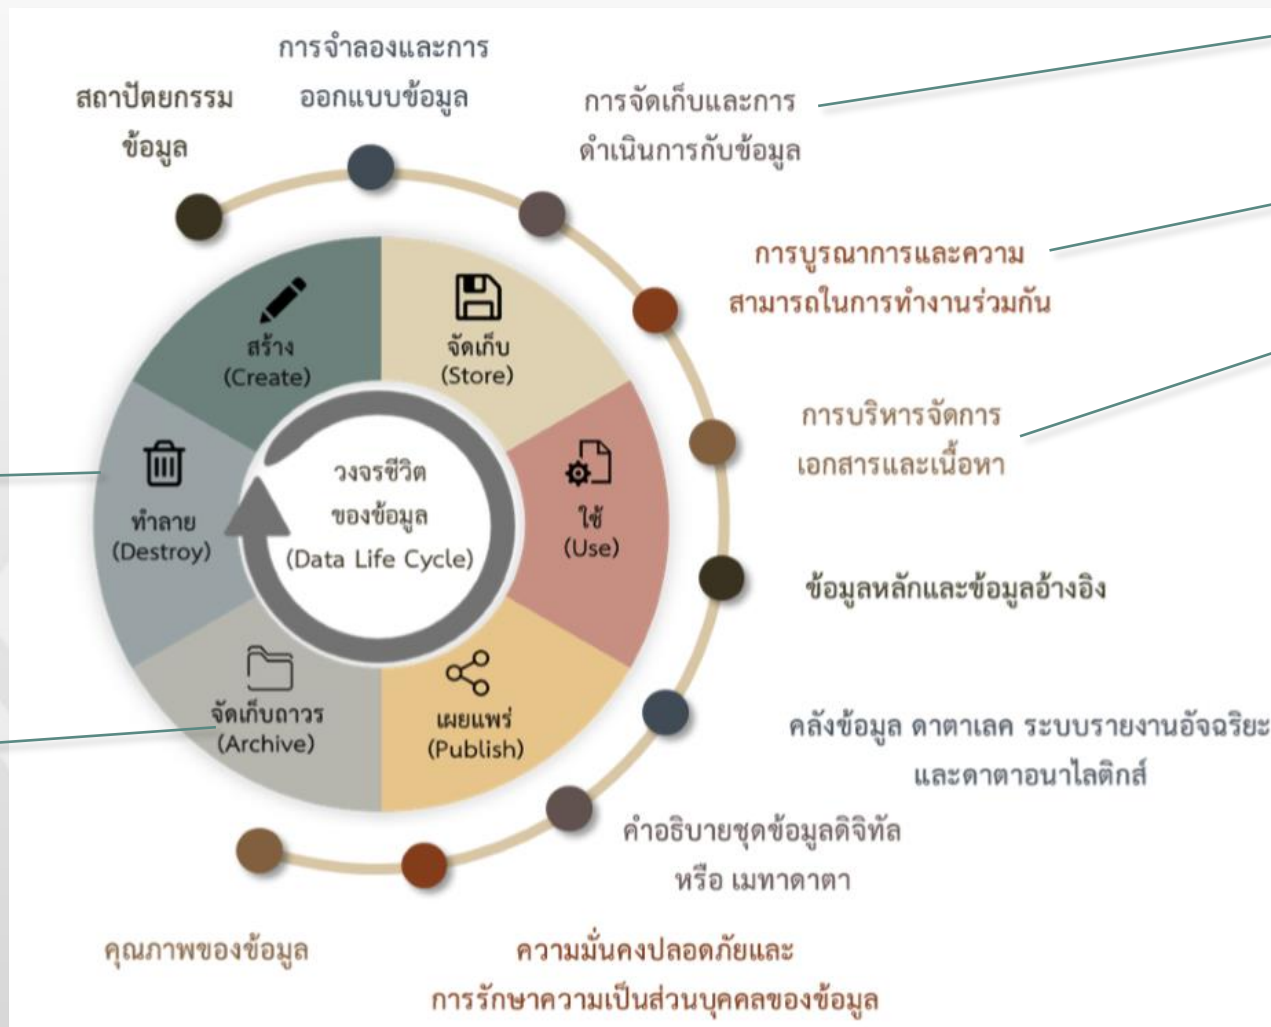 การจำลองและการ
ออกแบบข้อมูล
สถาปัตยกรรม
ข้อมูล
การจัดเก็บและการ
ดำเนินการกับข้อมูล
การบูรณาการและความ
สามารถในการทำงานร่วมกัน
การบริหารจัดการ
เอกสารและเนื้อหา
ข้อมูลหลักและข้อมูลอ้างอิง
คลังข้อมูล ดาตาเลค ระบบรายงานอัจฉริยะ
และดาตาอนาไลติกส์
คำอธิบายชุดข้อมูลดิจิทัล
หรือ เมทาดาตา
ความมั่นคงปลอดภัยและ
การรักษาความเป็นส่วนบุคคลของข้อมูล
คุณภาพของข้อมูล
สร้าง
(Create)
จัดเก็บ
(Store)
ใช้
(Use)
เผยแพร่
(Publish)
จัดเก็บถาวร
(Archive)
ทำลาย
(Destroy)
วงจรชีวิต
ของข้อมูล
(Data Life Cycle)